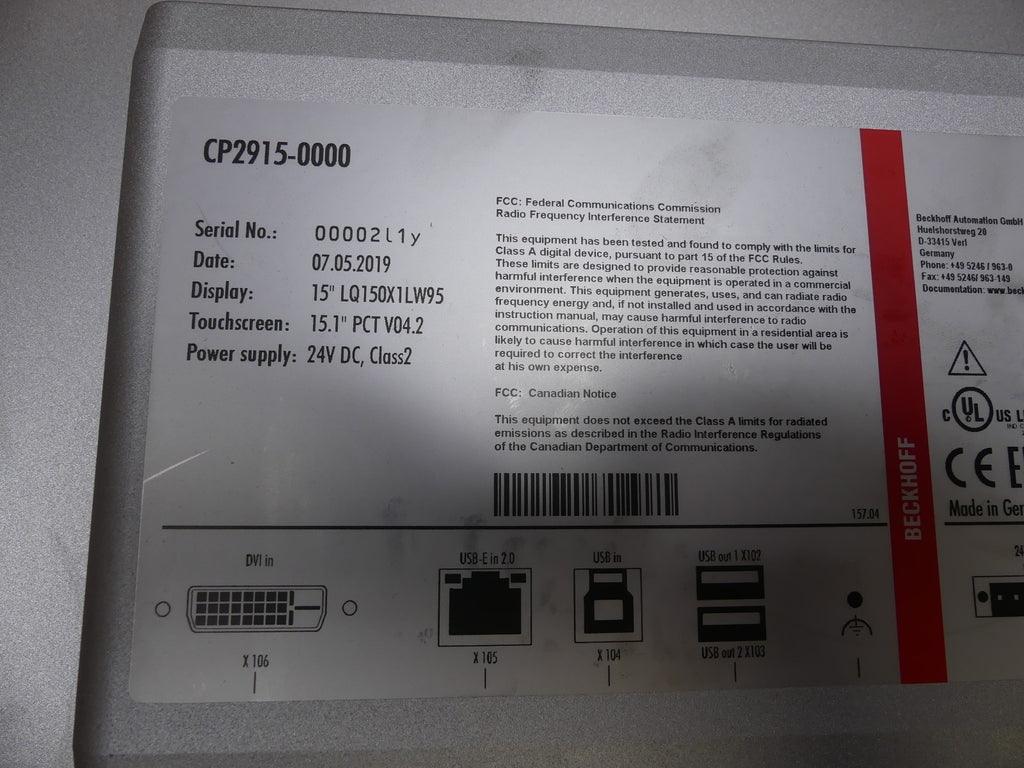 CP2915-0000
Serial No.: 00002l1y
Date: 07.05.2019
Display: 15" LQ150X1LW95
Touchscreen: 15.1" PCT V04.2
Power supply: 24V DC, Class2
FCC: Federal Communications Commission
Radio Frequency Interference Statement
This equipment has been tested and found to comply with the limits for
Class A digital device, pursuant to part 15 of the FCC Rules.
These limits are designed to provide reasonable protection against
harmful interference when the equipment is operated in a commercial
environment. This equipment generates, uses, and can radiate radio
frequency energy and, if not installed and used in accordance with the
instruction manual, may cause harmful interference to radio
communications. Operation of this equipment in a residential area is
likely to cause harmful interference in which case the user will be
required to correct the interference
at his own expense.
FCC: Canadian Notice
This equipment does not exceed the Class A limits for radiated
emissions as described in the Radio Interference Regulations
of the Canadian Department of Communications.
157.04
BECKHOFF
Beckhoff Automation GmbH
Huelshorstweg 20
D-33415 Verl
Germany
Phone: +49 5246 / 963-0
Fax: +49 5246/ 963-149
Documentation: www.beck
c UL US L
CE E
Made in Ger
DVI in
USB-E in 2.0
USB in
USB out 1 X102
24
X 106
X 105
X 104
USB out 2 X103